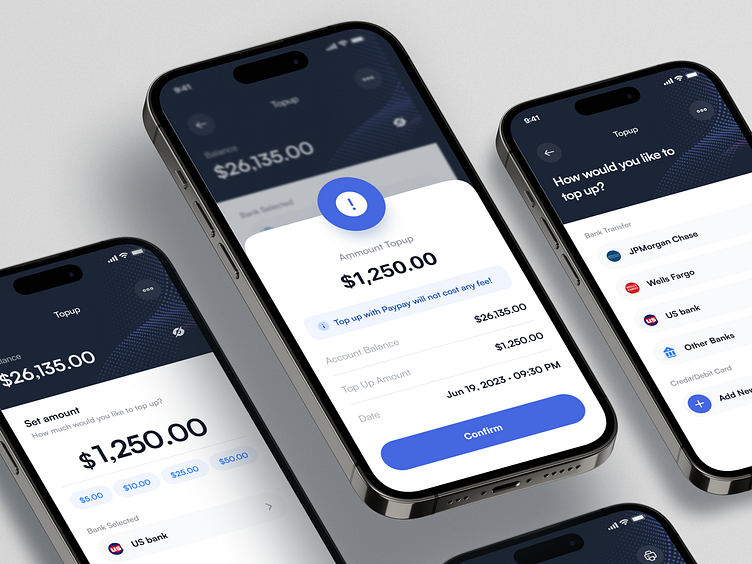 Topup
Balance
$26,135.00
Set amount
How much would you like to top up?
$1,250.00
$5.00
$10.00
$25.00
$50.00
Bank Selected
US bank
9:41
Topup
Balance
$26,135.00
Bank Selected
Ammount Topup
$1,250.00
Top up with Paypay will not cost any fee!
Account Balance
$26,135.00
Top Up Amount
$1,250.00
Date
Jun 19, 2023 • 09:30 PM
Confirm
9:41
Topup
How would you like to
top up?
Bank Transfer
JPMorgan Chase
Wells Fargo
US bank
Other Banks
Credit/Debit Card
Add New